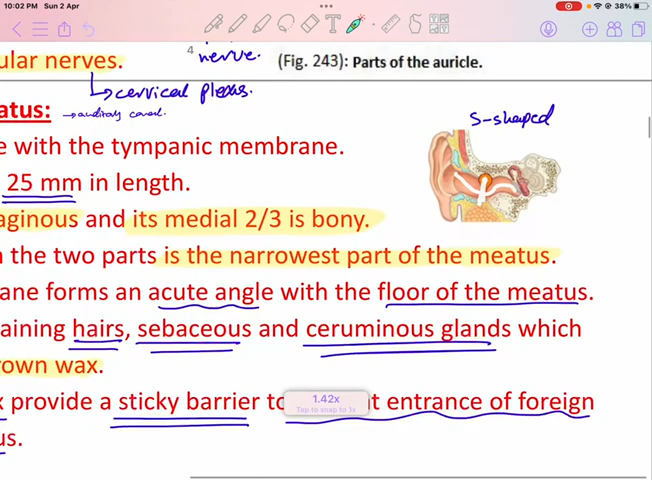 10:02 PM Sun 2 Apr
38%
ular nerves.
4 nerve.
(Fig. 243): Parts of the auricle.
cervical plexus.
atus:
auditory canal.
S-shaped
e with the tympanic membrane.
25 mm in length.
aginous and its medial 2/3 is bony.
n the two parts is the narrowest part of the meatus.
ane forms an acute angle with the floor of the meatus.
aining hairs, sebaceous and ceruminous glands which
rown wax.
1.42x
x provide a sticky barrier to t entrance of foreign
Tap to snap to 1x
us.